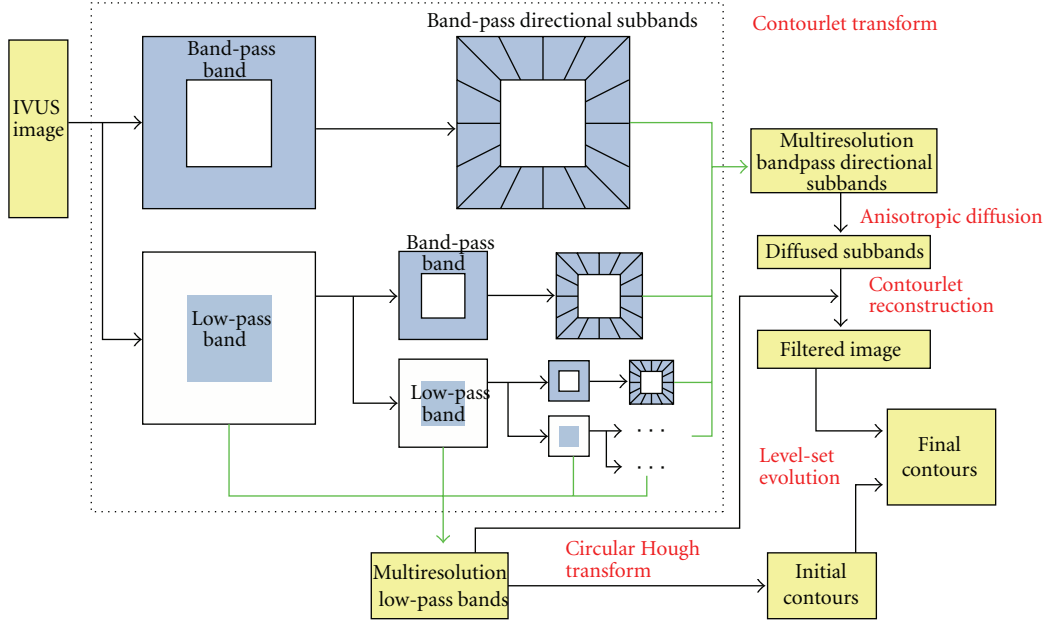 Band-pass directional subbands
Contourlet transform
IVUS
image
Band-pass
band
Multiresolution
bandpass directional
subbands
Anisotropic diffusion
Band-pass
band
Diffused subbands
Contourlet
reconstruction
Low-pass
band
Filtered image
Low-pass
band
· · ·
· · ·
Level-set
evolution
Final
contours
Circular Hough
transform
Multiresolution
low-pass bands
Initial
contours